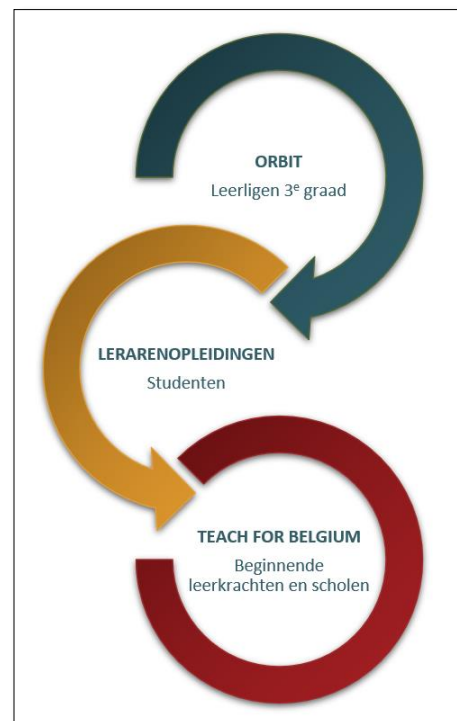 ORBIT
Leerligen 3ᵉ graad
LERARENOPLEIDINGEN
Studenten
TEACH FOR BELGIUM
Beginnende
leerkrachten en scholen